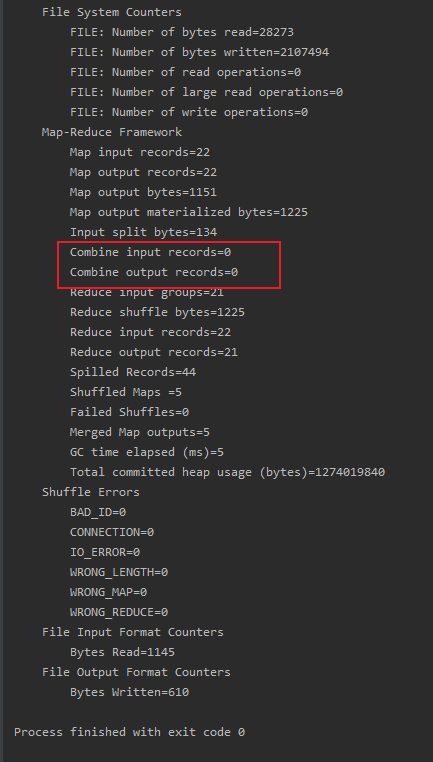 File System Counters
FILE: Number of bytes read=28273
FILE: Number of bytes written=2107494
FILE: Number of read operations=0
FILE: Number of large read operations=0
FILE: Number of write operations=0
Map-Reduce Framework
Map input records=22
Map output records=22
Map output bytes=1151
Map output materialized bytes=1225
Input split bytes=134
Combine input records=0
Combine output records=0
Reduce input groups=21
Reduce shuffle bytes=1225
Reduce input records=22
Reduce output records=21
Spilled Records=44
Shuffled Maps =5
Failed Shuffles=0
Merged Map outputs=5
GC time elapsed (ms)=5
Total committed heap usage (bytes)=1274019840
Shuffle Errors
BAD_ID=0
CONNECTION=0
IO_ERROR=0
WRONG_LENGTH=0
WRONG_MAP=0
WRONG_REDUCE=0
File Input Format Counters
Bytes Read=1145
File Output Format Counters
Bytes Written=610
Process finished with exit code 0